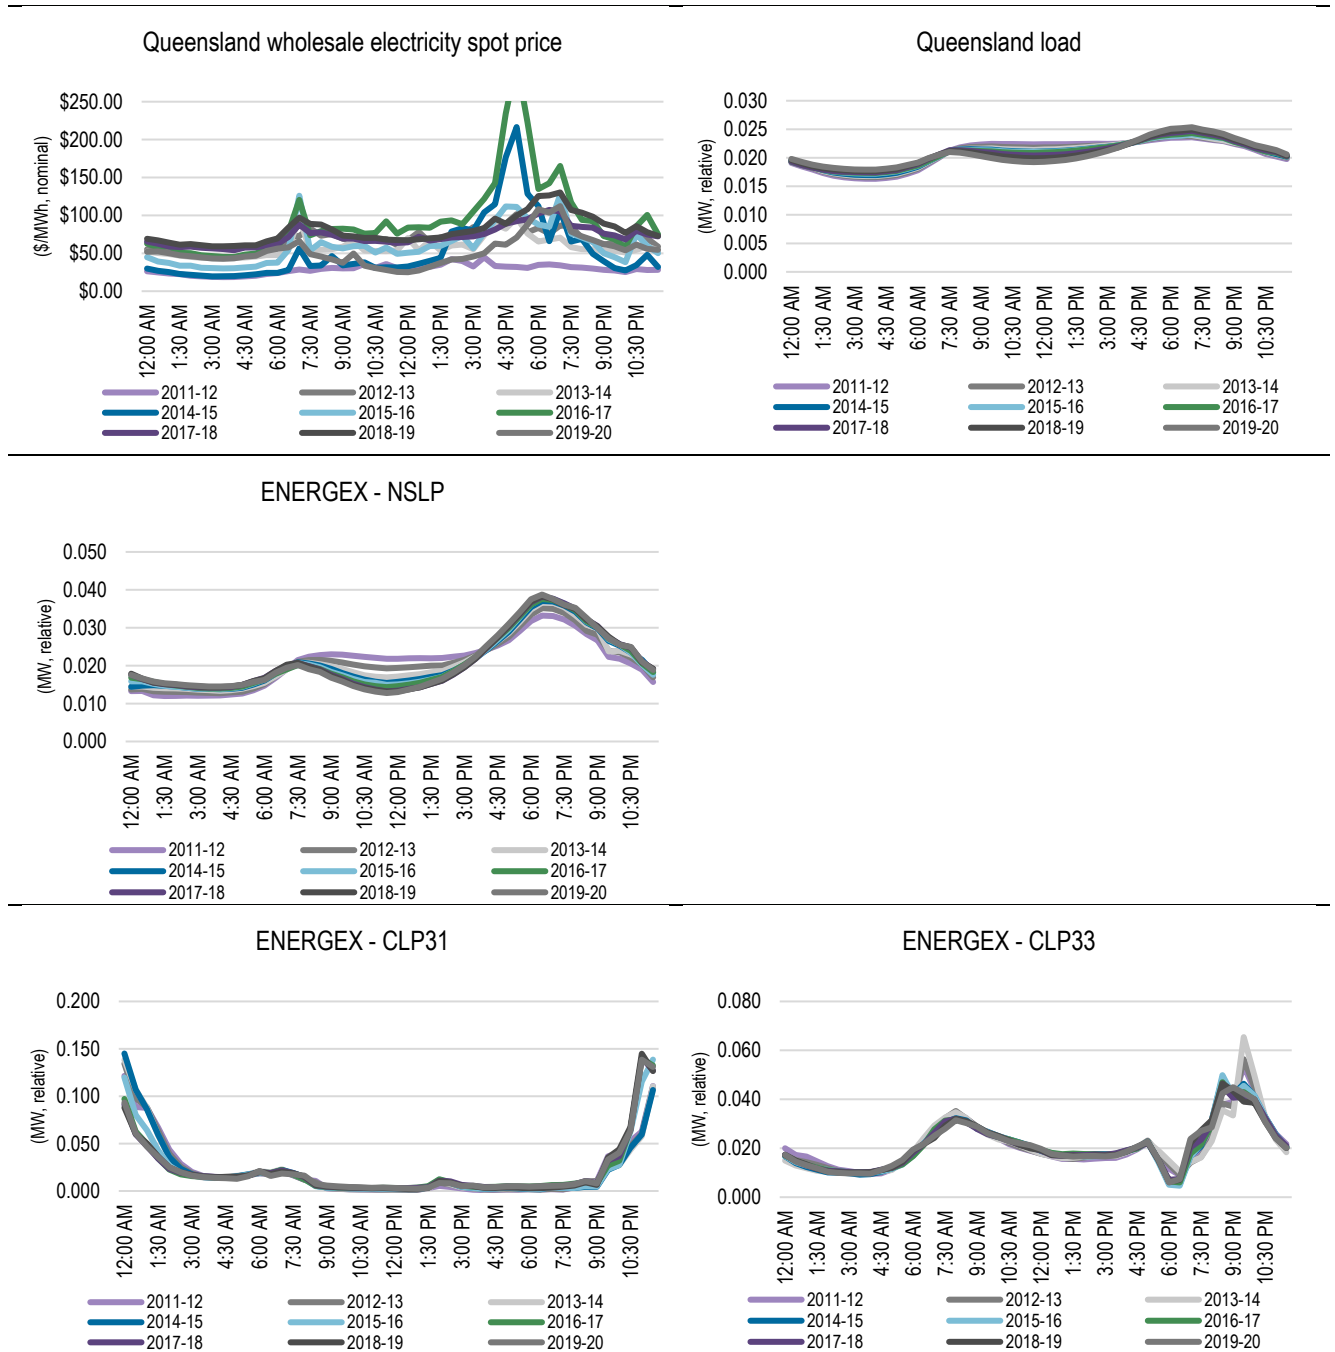 Queensland wholesale electricity spot price
($/MWh, nominal)
$250.00
$200.00
$150.00
$100.00
$50.00
$0.00
12:00 AM
1:30 AM
3:00 AM
4:30 AM
6:00 AM
7:30 AM
9:00 AM
10:30 AM
12:00 PM
1:30 PM
3:00 PM
4:30 PM
6:00 PM
7:30 PM
9:00 PM
10:30 PM
2011-12 2012-13 2013-14
2014-15 2015-16 2016-17
2017-18 2018-19 2019-20
Queensland load
(MW, relative)
0.030
0.025
0.020
0.015
0.010
0.005
0.000
12:00 AM
1:30 AM
3:00 AM
4:30 AM
6:00 AM
7:30 AM
9:00 AM
10:30 AM
12:00 PM
1:30 PM
3:00 PM
4:30 PM
6:00 PM
7:30 PM
9:00 PM
10:30 PM
2011-12 2012-13 2013-14
2014-15 2015-16 2016-17
2017-18 2018-19 2019-20
ENERGEX - NSLP
(MW, relative)
0.050
0.040
0.030
0.020
0.010
0.000
12:00 AM
1:30 AM
3:00 AM
4:30 AM
6:00 AM
7:30 AM
9:00 AM
10:30 AM
12:00 PM
1:30 PM
3:00 PM
4:30 PM
6:00 PM
7:30 PM
9:00 PM
10:30 PM
2011-12 2012-13 2013-14
2014-15 2015-16 2016-17
2017-18 2018-19 2019-20
ENERGEX - CLP31
(MW, relative)
0.200
0.150
0.100
0.050
0.000
12:00 AM
1:30 AM
3:00 AM
4:30 AM
6:00 AM
7:30 AM
9:00 AM
10:30 AM
12:00 PM
1:30 PM
3:00 PM
4:30 PM
6:00 PM
7:30 PM
9:00 PM
10:30 PM
2011-12 2012-13 2013-14
2014-15 2015-16 2016-17
2017-18 2018-19 2019-20
ENERGEX - CLP33
(MW, relative)
0.080
0.060
0.040
0.020
0.000
12:00 AM
1:30 AM
3:00 AM
4:30 AM
6:00 AM
7:30 AM
9:00 AM
10:30 AM
12:00 PM
1:30 PM
3:00 PM
4:30 PM
6:00 PM
7:30 PM
9:00 PM
10:30 PM
2011-12 2012-13 2013-14
2014-15 2015-16 2016-17
2017-18 2018-19 2019-20